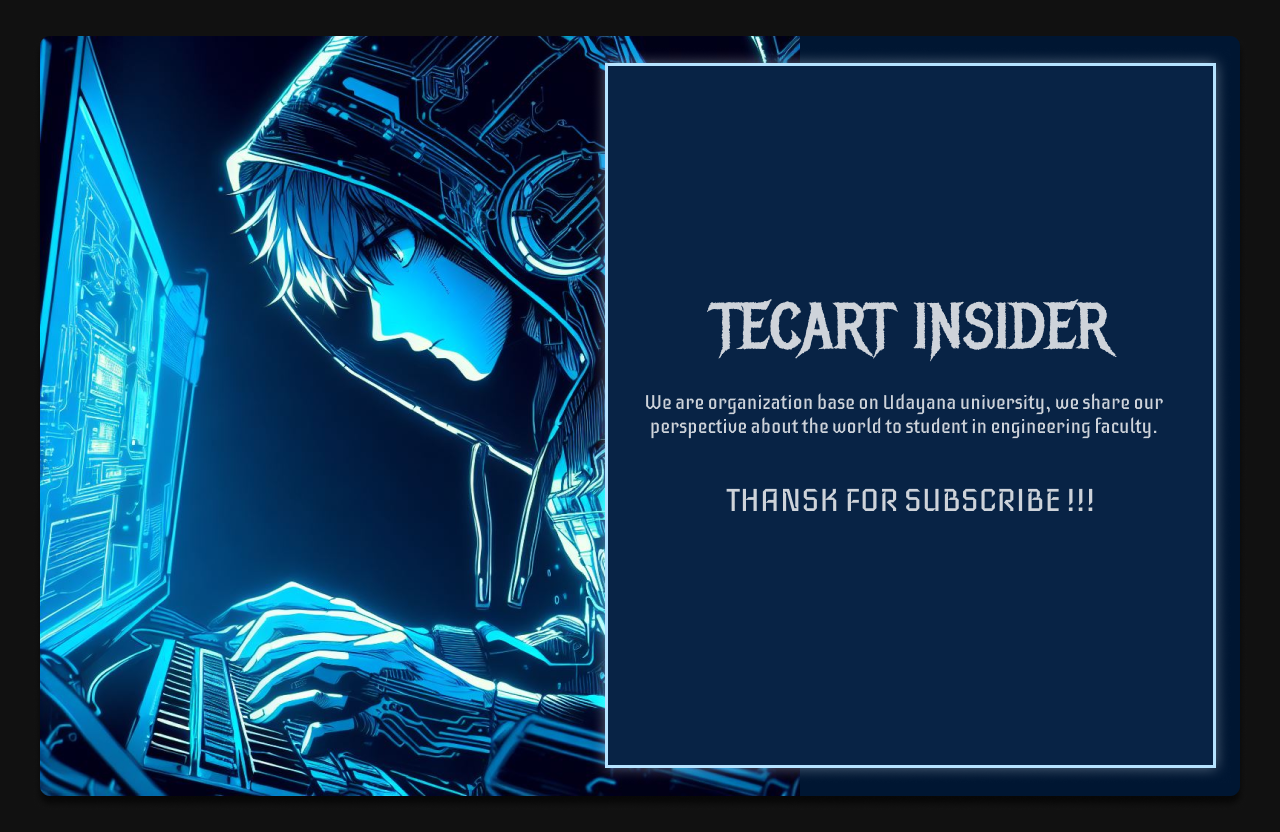 TECART INSIDER
We are organization base on Udayana university, we share our
perspective about the world to student in engineering faculty.
THANSK FOR SUBSCRIBE !!!